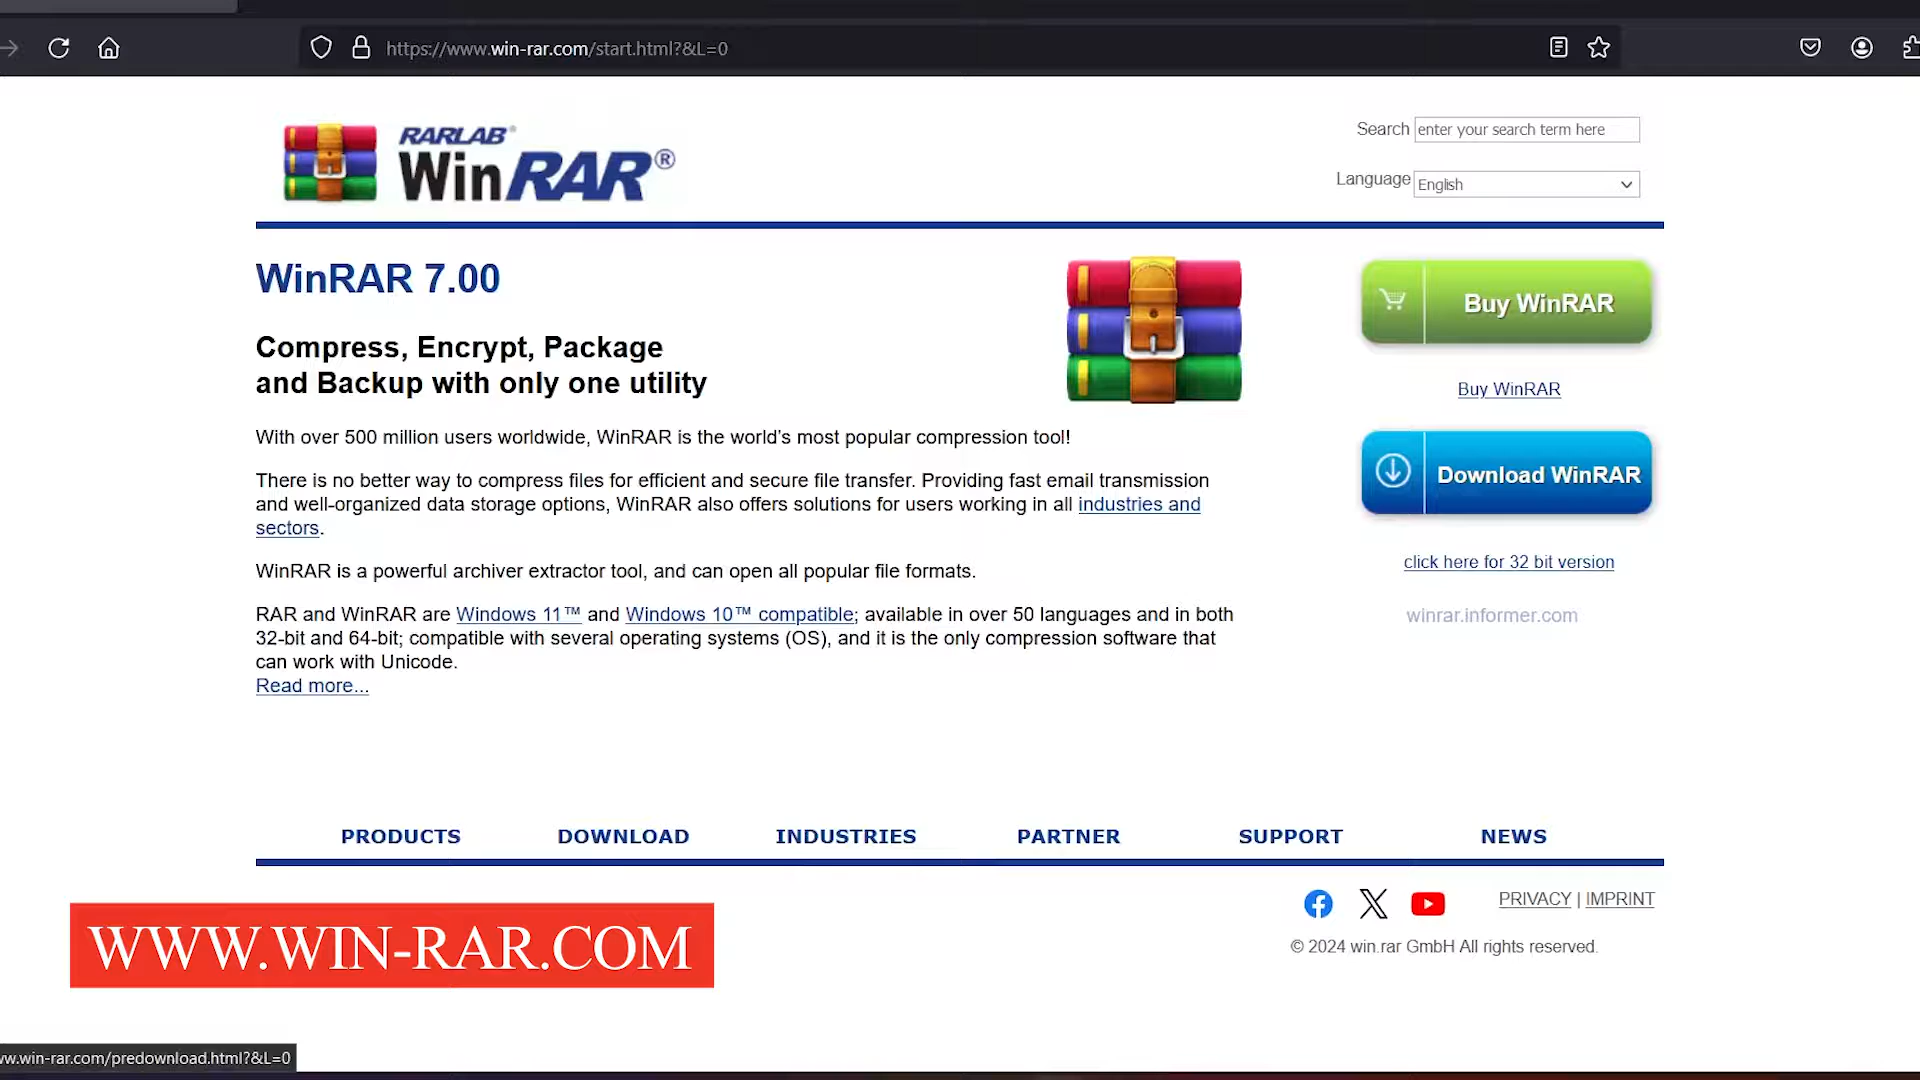 https://www.win-rar.com/start.html?&L=0
RARLAB®
WinRAR®
Search enter your search term here
Language English
WinRAR 7.00
Compress, Encrypt, Package
and Backup with only one utility
With over 500 million users worldwide, WinRAR is the world's most popular compression tool!
There is no better way to compress files for efficient and secure file transfer. Providing fast email transmission
and well-organized data storage options, WinRAR also offers solutions for users working in all industries and
sectors.
WinRAR is a powerful archiver extractor tool, and can open all popular file formats.
RAR and WinRAR are Windows 11™ and Windows 10™ compatible; available in over 50 languages and in both
32-bit and 64-bit; compatible with several operating systems (OS), and it is the only compression software that
can work with Unicode.
Read more...
Buy WinRAR
Buy WinRAR
Download WinRAR
click here for 32 bit version
winrar.informer.com
PRODUCTS DOWNLOAD INDUSTRIES PARTNER SUPPORT NEWS
PRIVACY | IMPRINT
© 2024 win.rar GmbH All rights reserved.
WWW.WIN-RAR.COM
w.win-rar.com/predownload.html?&L=0